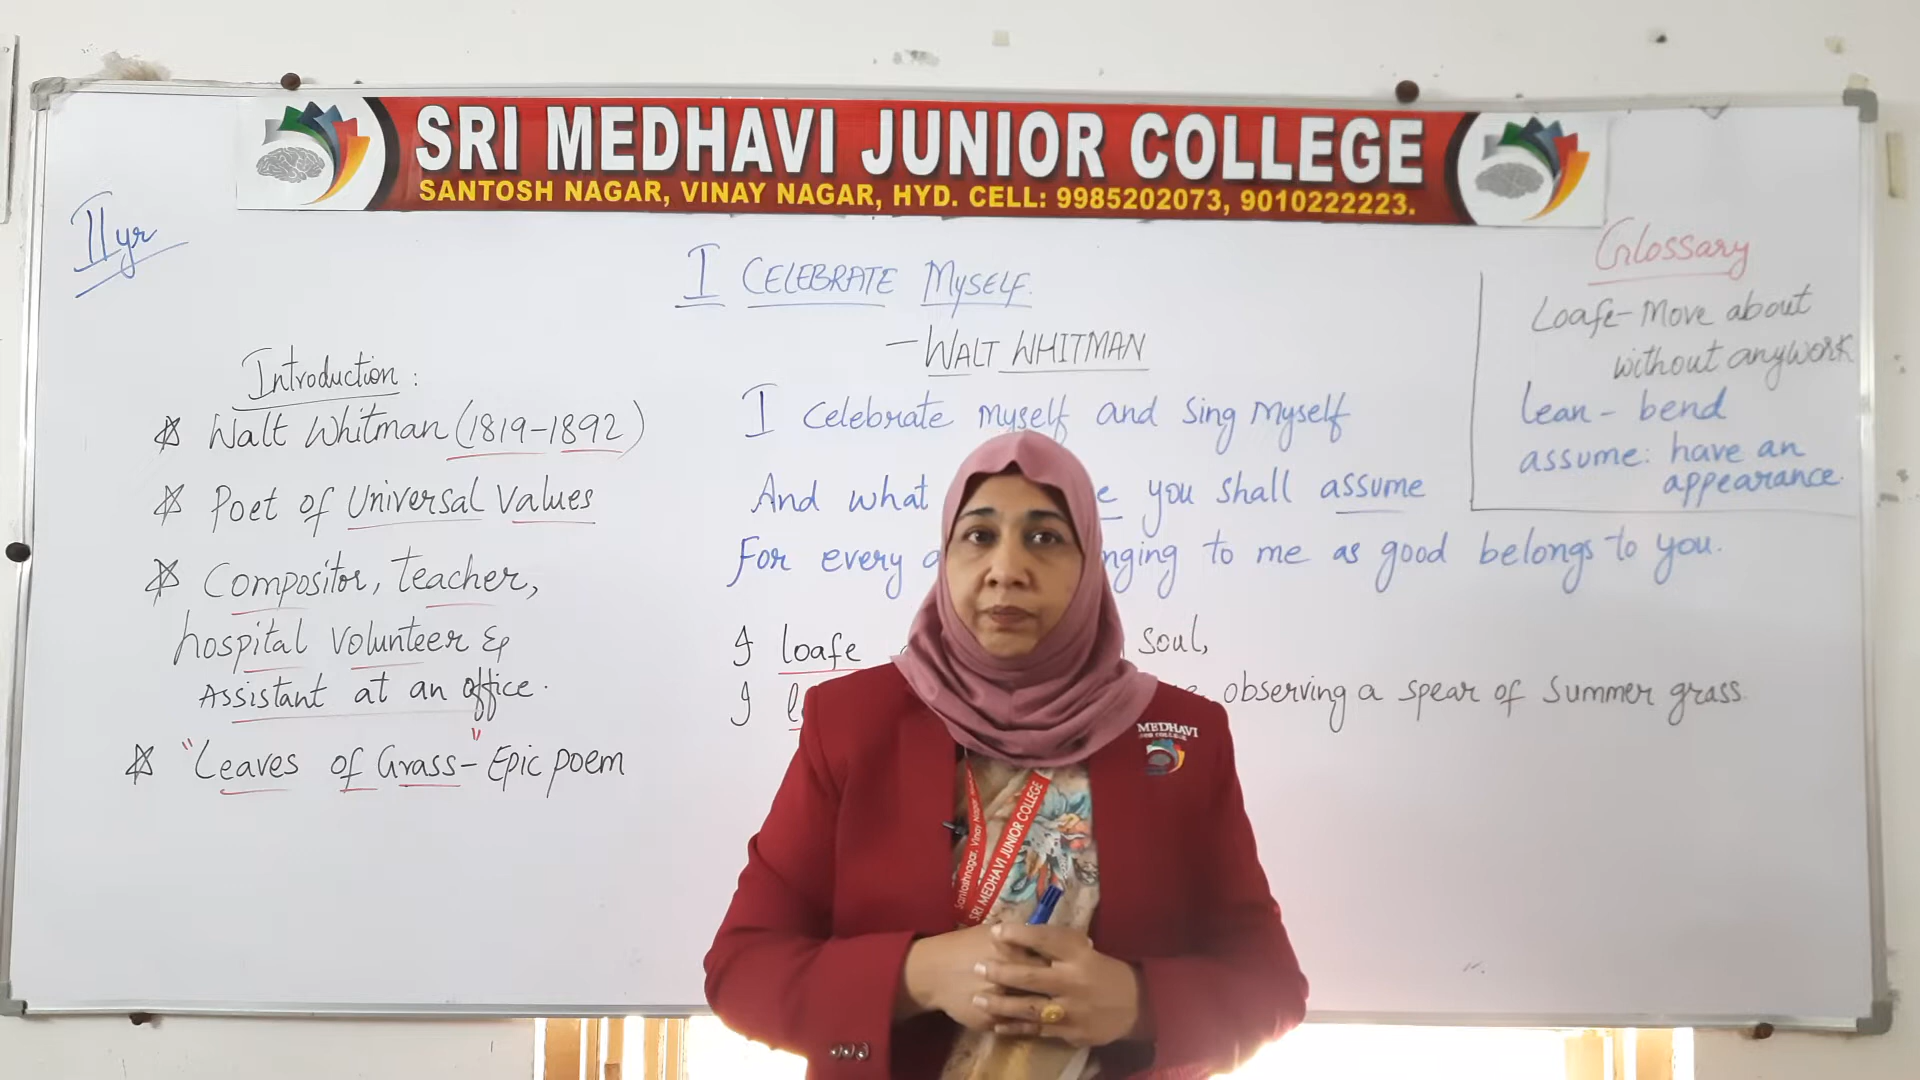 SRI MEDHAVI JUNIOR COLLEGE
SANTOSH NAGAR, VINAY NAGAR, HYD. CELL: 9985202073, 9010222223.
II yr
I CELEBRATE MYSELF.
- WALT WHITMAN
Introduction:
Walt Whitman (1819-1892)
Poet of Universal Values
Compositor, teacher,
hospital volunteer &
Assistant at an office.
"Leaves of Grass" - Epic poem
I celebrate myself and sing myself
And what you shall assume
For every to me as good belongs to you.
I loafe soul,
I observing a spear of summer grass.
Glossary
Loafe - Move about
without anywork
lean - bend
assume: have an
appearance.
MEDHAVI
Santoshnagar, Vinay Nagar
SRI MEDHAVI JUNIOR COLLEGE